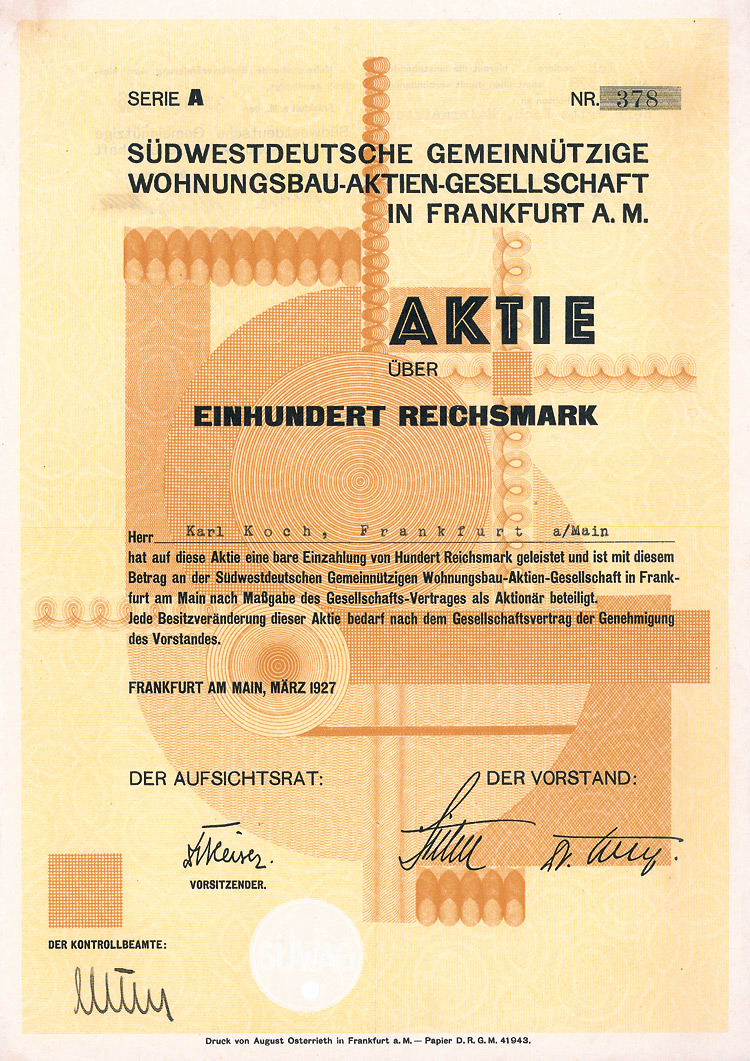 SERIE A
NR. 378
SÜDWESTDEUTSCHE GEMEINNÜTZIGE
WOHNUNGSBAU-AKTIEN-GESELLSCHAFT
IN FRANKFURT A. M.
AKTIE
ÜBER
EINHUNDERT REICHSMARK
Herr Karl Koch, Frankfurt a/Main
hat auf diese Aktie eine bare Einzahlung von Hundert Reichsmark geleistet und ist mit diesem
Betrag an der Südwestdeutschen Gemeinnützigen Wohnungsbau-Aktien-Gesellschaft in Frank-
furt am Main nach Maßgabe des Gesellschafts-Vertrages als Aktionär beteiligt.
Jede Besitzveränderung dieser Aktie bedarf nach dem Gesellschaftsvertrag der Genehmigung
des Vorstandes.
FRANKFURT AM MAIN, MÄRZ 1927
DER AUFSICHTSRAT:
DER VORSTAND:
VORSITZENDER.
DER KONTROLLBEAMTE:
SÜWAG
Druck von August Osterrieth in Frankfurt a. M. — Papier D. R. G. M. 41943.